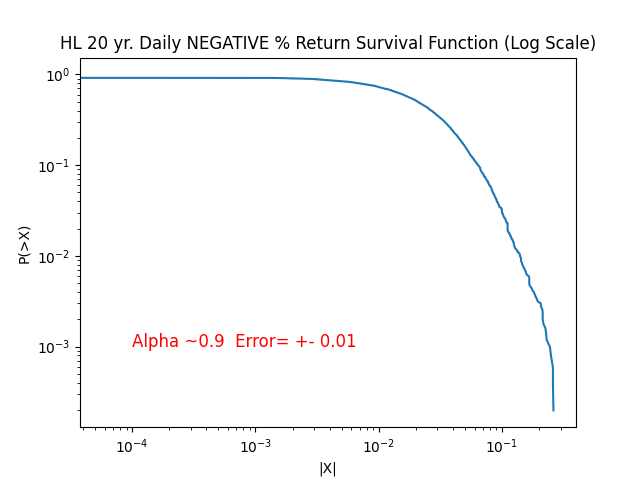 HL 20 yr. Daily NEGATIVE % Return Survival Function (Log Scale)
10⁰
10⁻¹
10⁻²
10⁻³
P(>X)
Alpha ~0.9  Error= +- 0.01
10⁻⁴ 10⁻³ 10⁻² 10⁻¹
|X|